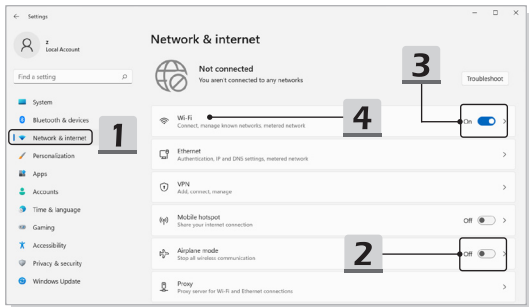 Settings
z
Local Account
Find a setting
System
Bluetooth & devices
Network & internet
Personalization
Apps
Accounts
Time & language
Gaming
Accessibility
Privacy & security
Windows Update
1
Network & internet
Not connected
You aren't connected to any networks
Troubleshoot
3
Wi-Fi
Connect, manage known networks, metered network
4
On
Ethernet
Authentication, IP and DNS settings, metered network
VPN
Add, connect, manage
Mobile hotspot
Share your internet connection
Off
Airplane mode
Stop all wireless communication
2
Off
Proxy
Proxy server for Wi-Fi and Ethernet connections